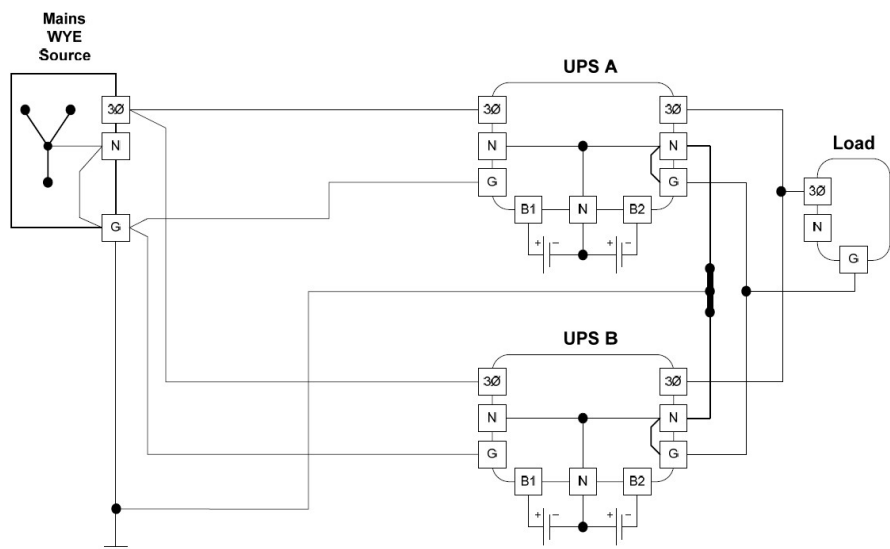 Mains
WYE
Source
3Ø
N
G
UPS A
3Ø
N
G
B1
N
B2
3Ø
N
G
+ −
+ −
Load
3Ø
N
G
UPS B
3Ø
N
G
B1
N
B2
3Ø
N
G
+ −
+ −